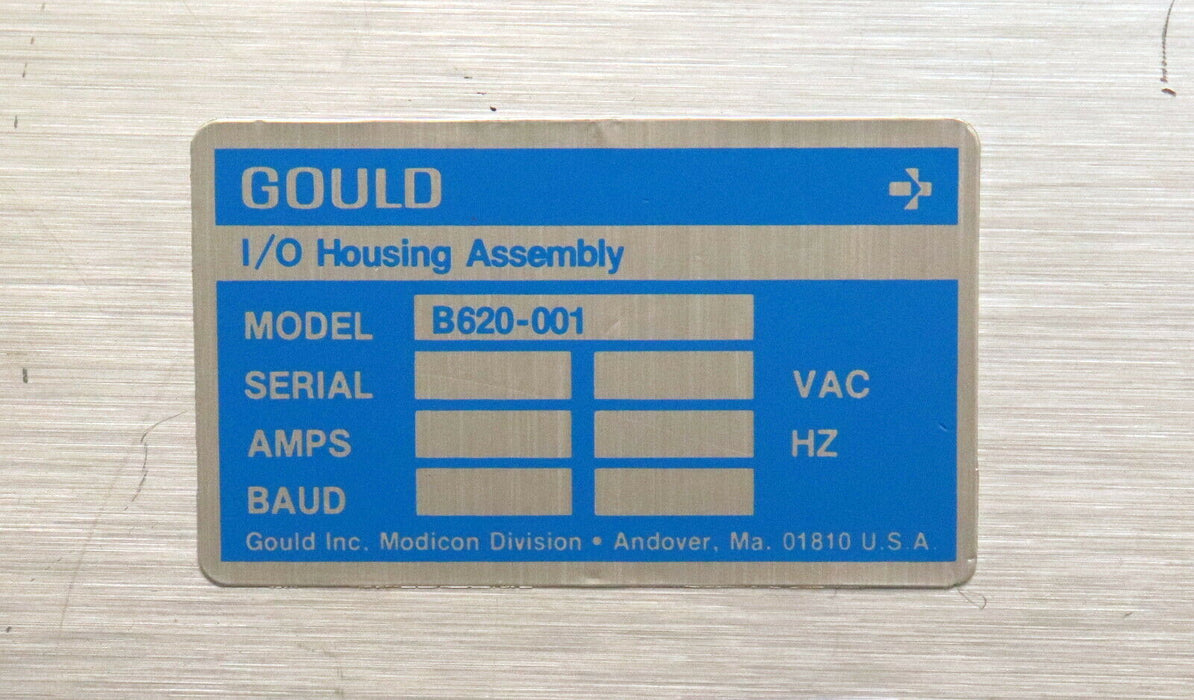 GOULD
I/O Housing Assembly
MODEL B620-001
SERIAL VAC
AMPS HZ
BAUD
Gould Inc. Modicon Division • Andover, Ma. 01810 U.S.A.